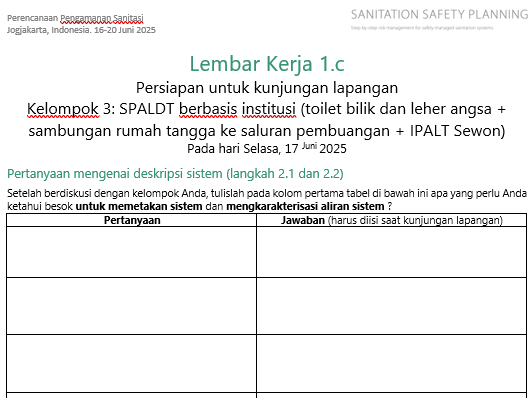 Perencanaan Pengamanan Sanitasi
Jogjakarta, Indonesia. 16-20 Juni 2025
SANITATION SAFETY PLANNING
Step-by-step risk management for safely managed sanitation systems
Lembar Kerja 1.c
Persiapan untuk kunjungan lapangan
Kelompok 3: SPALDT berbasis institusi (toilet bilik dan leher angsa +
sambungan rumah tangga ke saluran pembuangan + IPALT Sewon)
Pada hari Selasa, 17 Juni 2025
Pertanyaan mengenai deskripsi sistem (langkah 2.1 dan 2.2)
Setelah berdiskusi dengan kelompok Anda, tulislah pada kolom pertama tabel di bawah ini apa yang perlu Anda
ketahui besok untuk memetakan sistem dan mengkarakterisasi aliran sistem ?
Pertanyaan
Jawaban (harus diisi saat kunjungan lapangan)